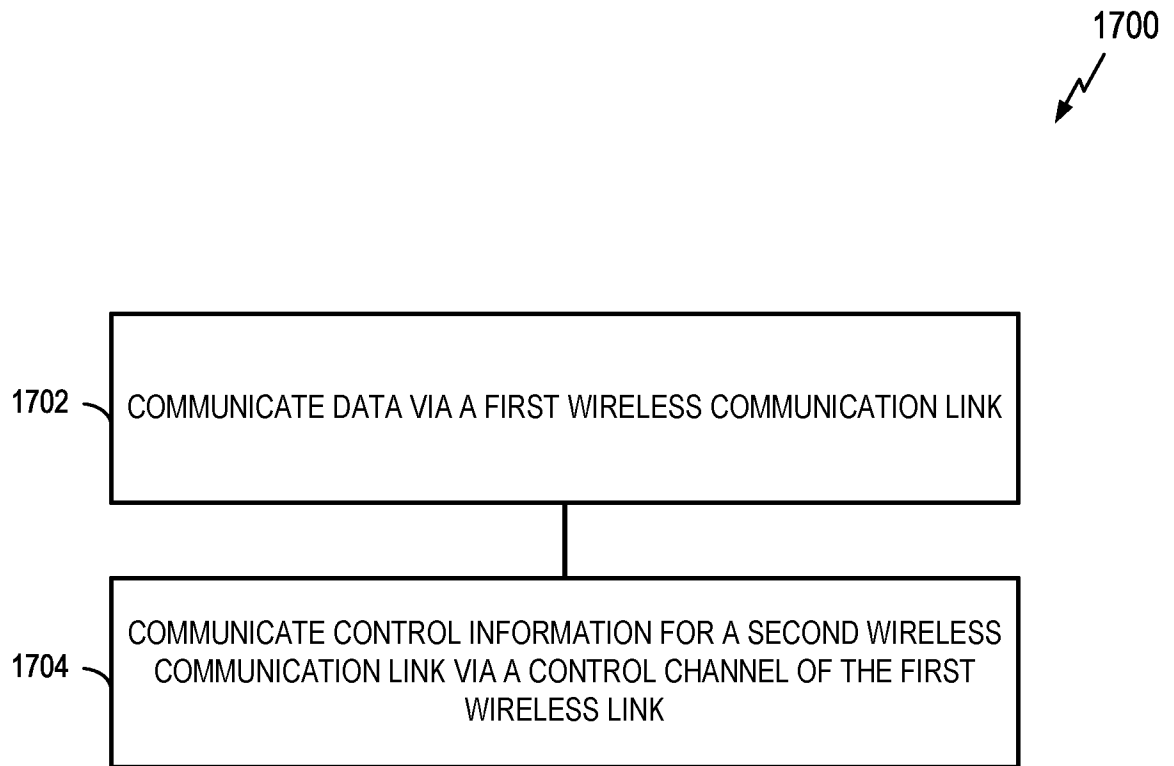 1700
1702
COMMUNICATE DATA VIA A FIRST WIRELESS COMMUNICATION LINK
1704
COMMUNICATE CONTROL INFORMATION FOR A SECOND WIRELESS
COMMUNICATION LINK VIA A CONTROL CHANNEL OF THE FIRST
WIRELESS LINK